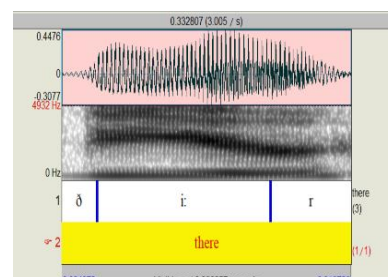 0.332807 (3.005 / s)
0.4476
0
-0.3077
4932 Hz
0 Hz
1 ð i: r there
(3)
☞ 2 there (1/1)